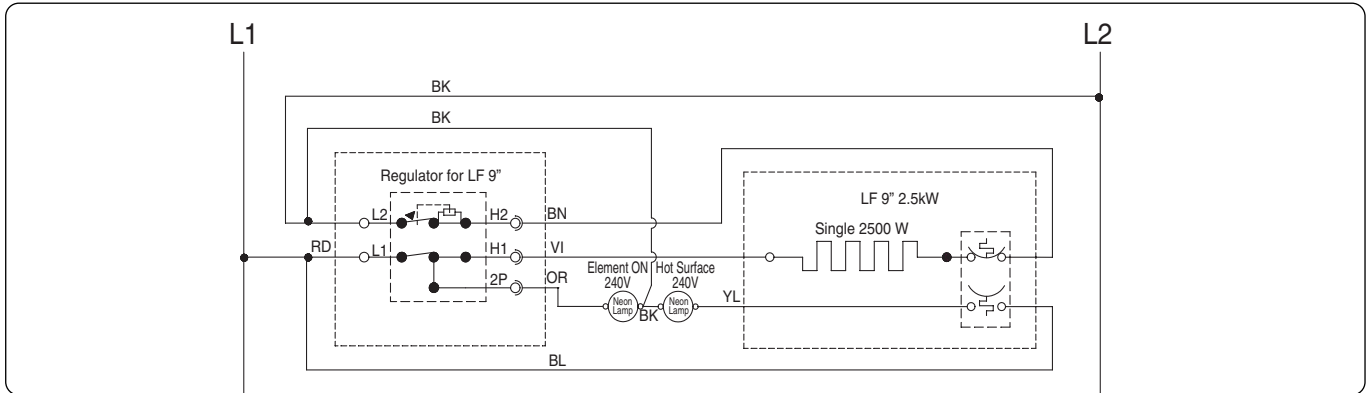 L1
L2
BK
BK
Regulator for LF 9”
LF 9” 2.5kW
L2
H2
BN
Single 2500 W
RD
L1
H1
VI
Element ON
240V
Hot Surface
240V
2P
OR
Neon
Lamp
BK
Neon
Lamp
YL
BL